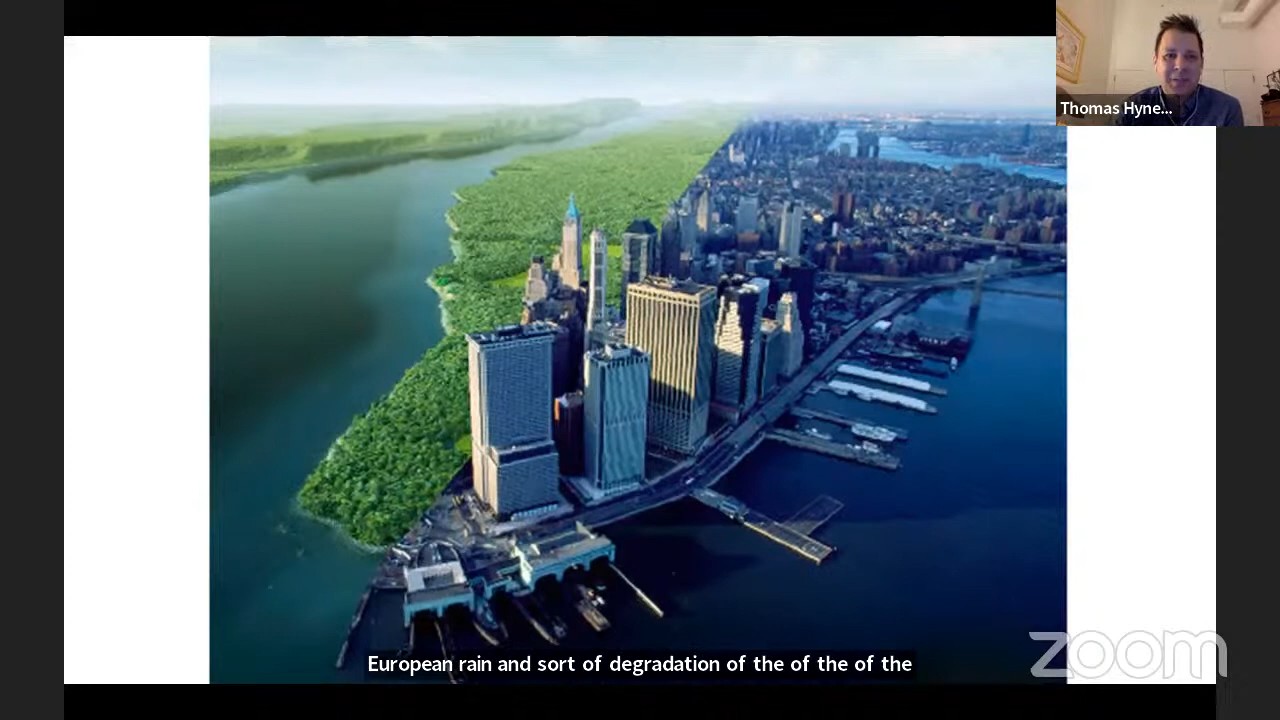 Thomas Hyne...
European rain and sort of degradation of the of the of the
zoom